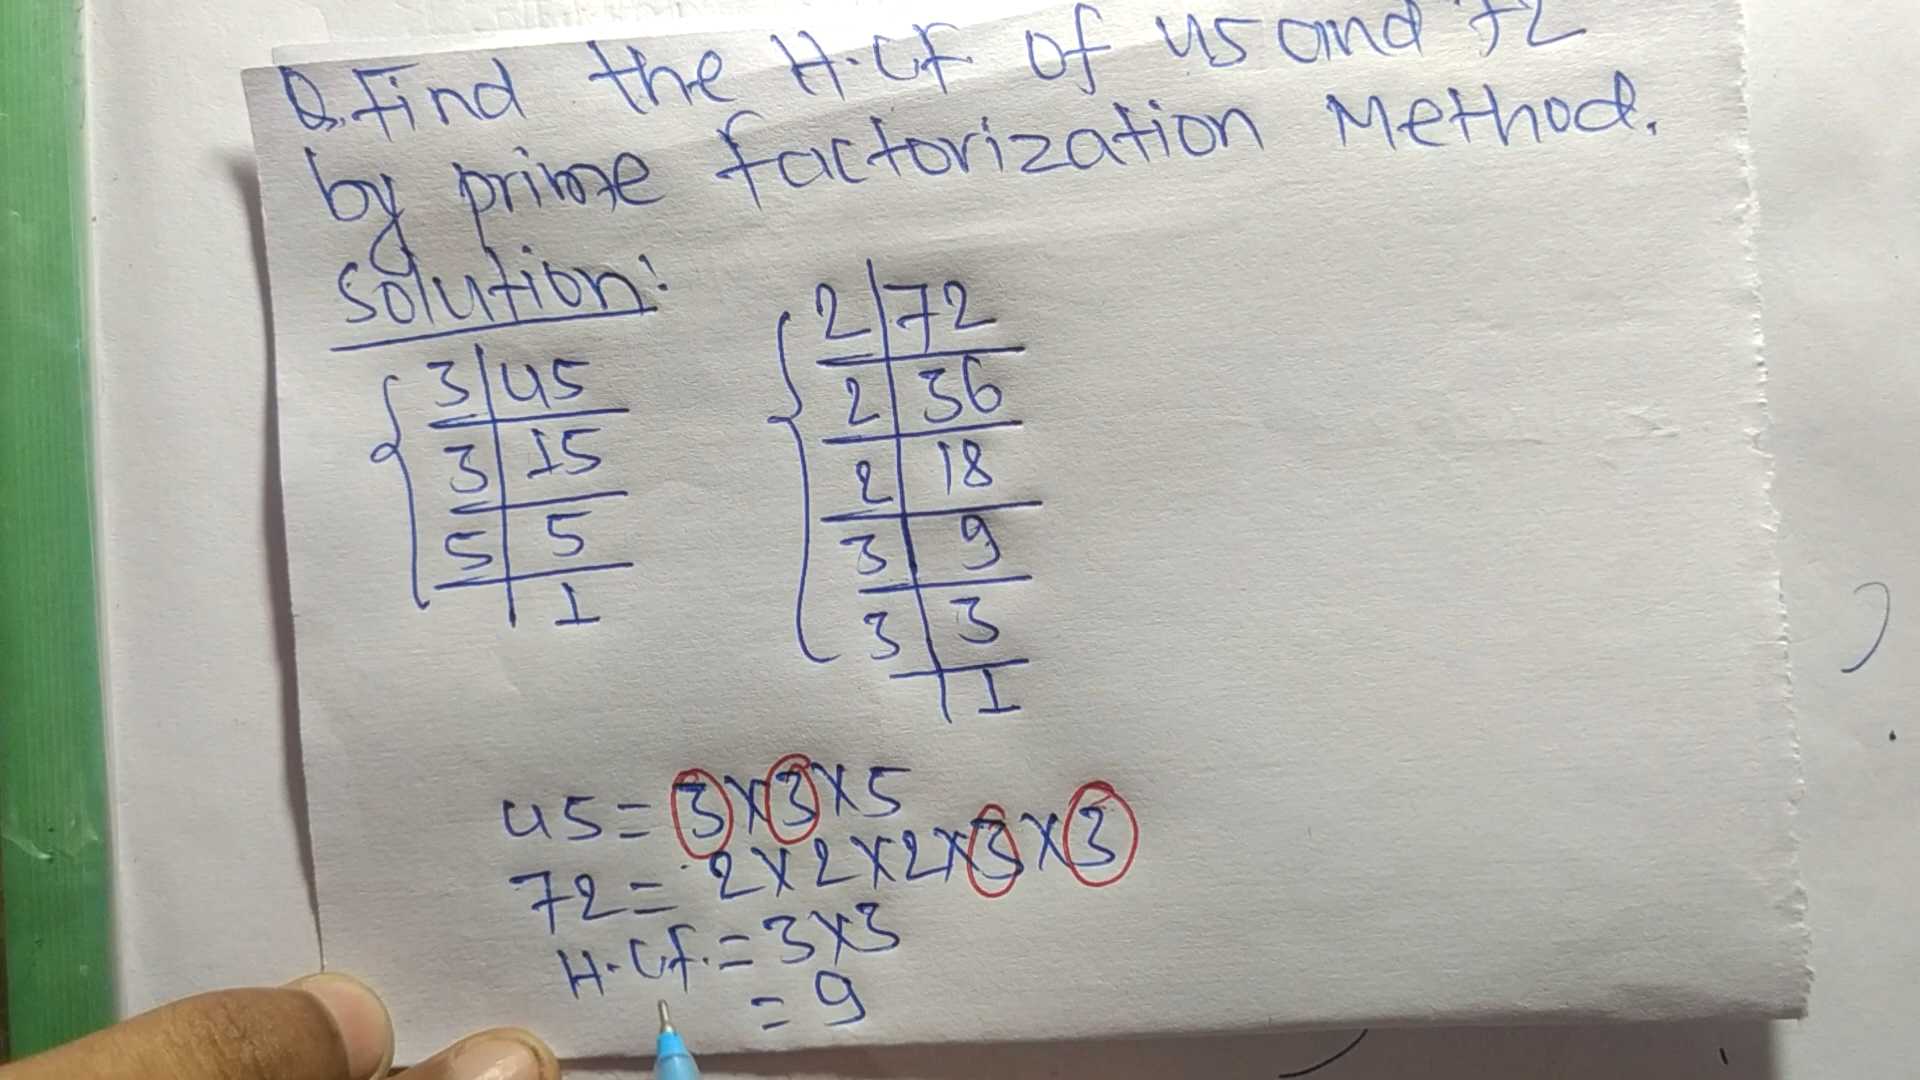 Q. Find the H.C.F. of 45 and 72
by prime factorization Method.
Solution:
3 | 45
3 | 15
5 | 5
1
2 | 72
2 | 36
2 | 18
3 | 9
3 | 3
1
45 = 3×3×5
72 = 2×2×2×3×3
H.C.F. = 3×3
= 9